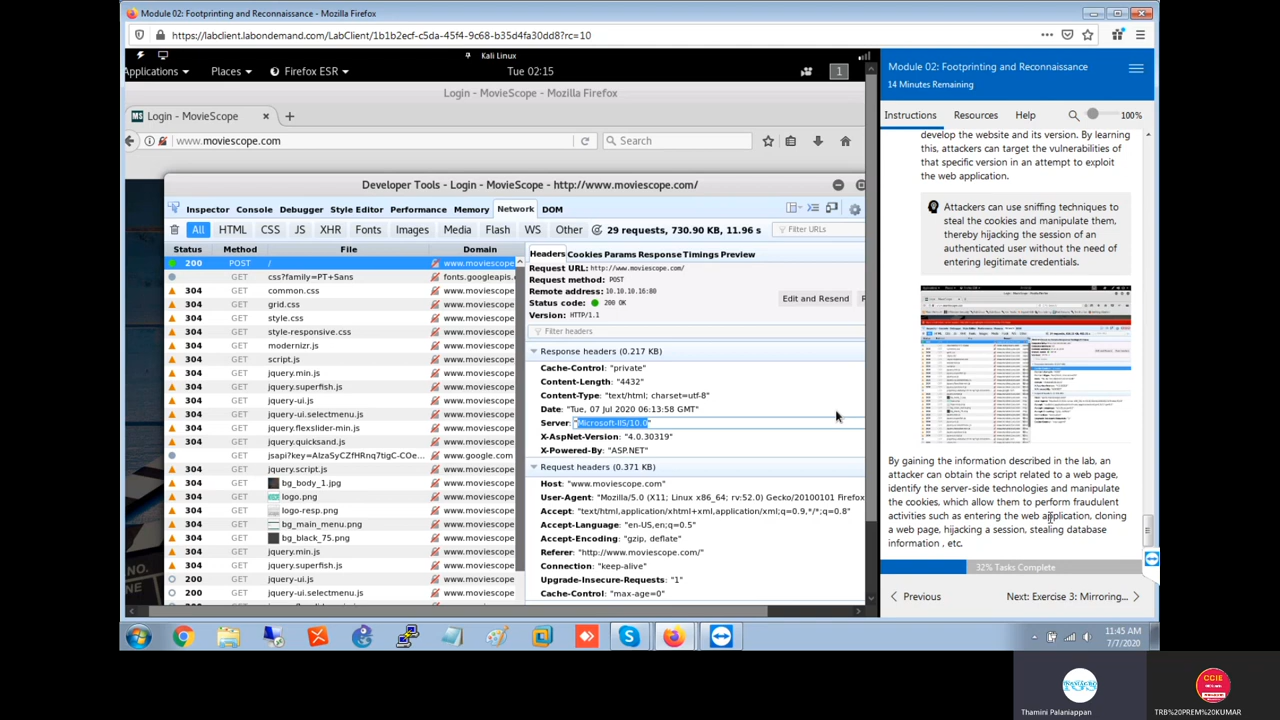 Module 02: Footprinting and Reconnaissance - Mozilla Firefox
https://labclient.labondemand.com/LabClient/1b1b2ecf-c5da-45f4-9c68-b35d4fa30dd8?rc=10
Kali Linux
Applications Places Firefox ESR Tue 02:15 1
Login - MovieScope - Mozilla Firefox
Login - MovieScope
www.moviescope.com Search
Developer Tools - Login - MovieScope - http://www.moviescope.com/
Inspector Console Debugger Style Editor Performance Memory Network DOM
All HTML CSS JS XHR Fonts Images Media Flash WS Other 29 requests, 730.90 KB, 11.96 s Filter URLs
Status Method File Domain
200 POST / www.moviescope
GET css?family=PT+Sans fonts.googleapis.
304 GET common.css www.moviescope
304 GET grid.css www.moviescope
304 GET style.css www.moviescope
304 GET style-responsive.css www.moviescope
304 GET modernizr.js www.moviescope
304 GET script.js www.moviescope
304 GET jquery.min.js www.moviescope
304 GET jquery.superfish.js www.moviescope
304 GET jquery-ui.js www.moviescope
304 GET jquery-ui.selectmenu.js www.moviescope
304 GET jquery.flexslider.js www.moviescope
304 GET jquery.jackslider.js www.moviescope
GET jsapi?key=AIzaSyCZfHRnq7tigC-COe... www.google.com
304 GET jquery.script.js www.moviescope
304 GET bg_body_1.jpg www.moviescope
304 GET logo.png www.moviescope
304 GET logo-resp.png www.moviescope
304 GET bg_main_menu.png www.moviescope
304 GET bg_black_75.png www.moviescope
304 GET jquery.min.js www.moviescope
304 GET jquery.superfish.js www.moviescope
200 GET jquery-ui.js www.moviescope
200 GET jquery-ui.selectmenu.js www.moviescope
Headers Cookies Params Response Timings Preview
Request URL: http://www.moviescope.com/
Request method: POST
Remote address: 10.10.10.16:80
Status code: 200 OK
Edit and Resend
Version: HTTP/1.1
Filter headers
Response headers (0.217 KB)
Cache-Control: "private"
Content-Length: "4432"
Content-Type: "text/html; charset=utf-8"
Date: "Tue, 07 Jul 2020 06:13:58 GMT"
Server: "Microsoft-IIS/10.0"
X-AspNet-Version: "4.0.30319"
X-Powered-By: "ASP.NET"
Request headers (0.371 KB)
Host: "www.moviescope.com"
User-Agent: "Mozilla/5.0 (X11; Linux x86_64; rv:52.0) Gecko/20100101 Firefox
Accept: "text/html,application/xhtml+xml,application/xml;q=0.9,*/*;q=0.8"
Accept-Language: "en-US,en;q=0.5"
Accept-Encoding: "gzip, deflate"
Referer: "http://www.moviescope.com/"
Connection: "keep-alive"
Upgrade-Insecure-Requests: "1"
Cache-Control: "max-age=0"
NO.
Module 02: Footprinting and Reconnaissance
14 Minutes Remaining
Instructions Resources Help 100%
develop the website and its version. By learning
this, attackers can target the vulnerabilities of
that specific version in an attempt to exploit
the web application.
Attackers can use sniffing techniques to
steal the cookies and manipulate them,
thereby hijacking the session of an
authenticated user without the need of
entering legitimate credentials.
By gaining the information described in the lab, an
attacker can obtain the script related to a web page,
identify the server-side technologies and manipulate
the cookies, which allow them to perform fraudulent
activities such as entering the web application, cloning
a web page, hijacking a session, stealing database
information , etc.
32% Tasks Complete
Previous Next: Exercise 3: Mirroring...
11:45 AM
7/7/2020
Thamini Palaniappan
CCIE
TRB%20PREM%20KUMAR